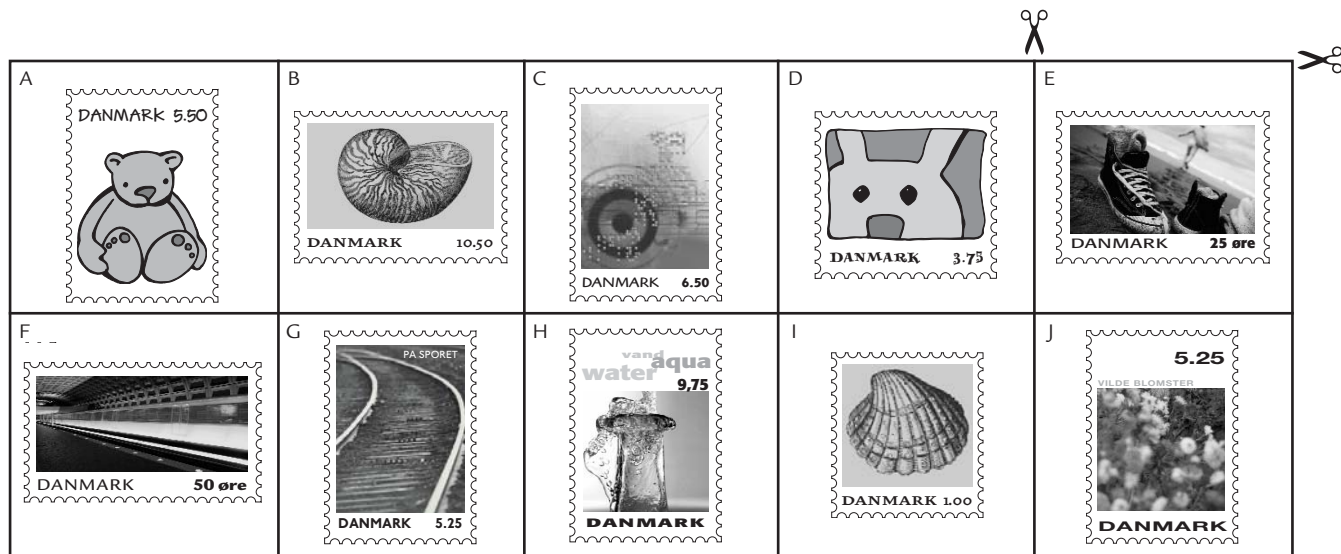 A
DANMARK 5.50
B
DANMARK 10.50
C
DANMARK 6.50
D
DANMARK 3.75
E
DANMARK 25 øre
F
DANMARK 50 øre
G
PA SPORET
DANMARK 5.25
H
vand
aqua
water
9,75
DANMARK
I
DANMARK 1.00
J
5.25
VILDE BLOMSTER
DANMARK